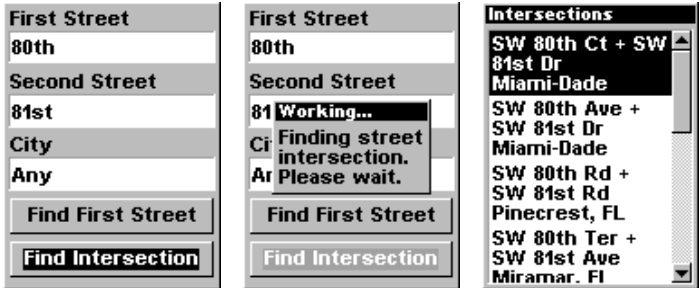 First Street
80th
Second Street
81st
City
Any
Find First Street
Find Intersection
First Street
80th
Second Street
81
Working...
Finding street
intersection.
Please wait.
Find First Street
Find Intersection
Intersections
SW 80th Ct + SW
81st Dr
Miami-Dade
SW 80th Ave +
SW 81st Dr
Miami-Dade
SW 80th Rd +
SW 81st Rd
Pinecrest, FL
SW 80th Ter +
SW 81st Ave
Miramar, FL